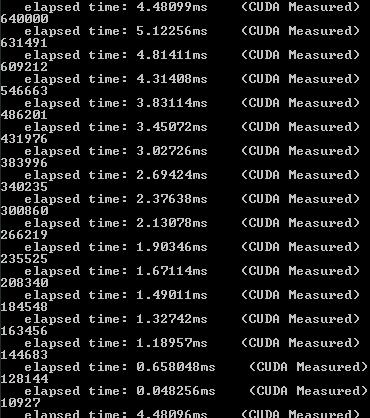 elapsed time: 4.48099ms    (CUDA Measured)
640000
elapsed time: 5.12256ms    (CUDA Measured)
631491
elapsed time: 4.81411ms    (CUDA Measured)
609212
elapsed time: 4.31408ms    (CUDA Measured)
546663
elapsed time: 3.83114ms    (CUDA Measured)
486201
elapsed time: 3.45072ms    (CUDA Measured)
431976
elapsed time: 3.02726ms    (CUDA Measured)
383996
elapsed time: 2.69424ms    (CUDA Measured)
340235
elapsed time: 2.37638ms    (CUDA Measured)
300860
elapsed time: 2.13078ms    (CUDA Measured)
266219
elapsed time: 1.90346ms    (CUDA Measured)
235525
elapsed time: 1.67114ms    (CUDA Measured)
208340
elapsed time: 1.49011ms    (CUDA Measured)
184548
elapsed time: 1.32742ms    (CUDA Measured)
163456
elapsed time: 1.18957ms    (CUDA Measured)
144683
elapsed time: 0.658048ms    (CUDA Measured)
128144
elapsed time: 0.048256ms    (CUDA Measured)
10927
elapsed time: 4.48096ms    (CUDA Measured)